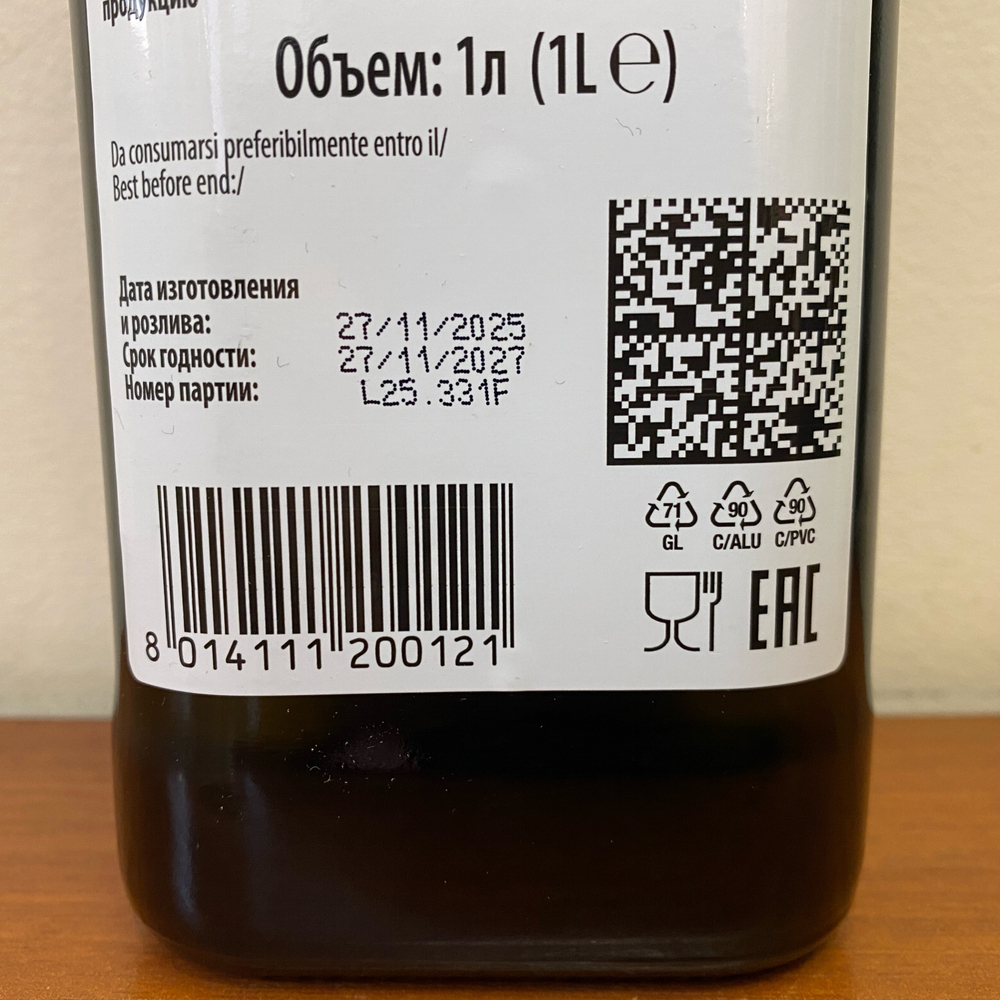 продукцию
Объем: 1л (1L ℮)
Da consumarsi preferibilmente entro il/
Best before end:/
Дата изготовления
и розлива: 27/11/2025
Срок годности: 27/11/2027
Номер партии: L25.331F
71 90 90
GL C/ALU C/PVC
EAC
8 014111 200121